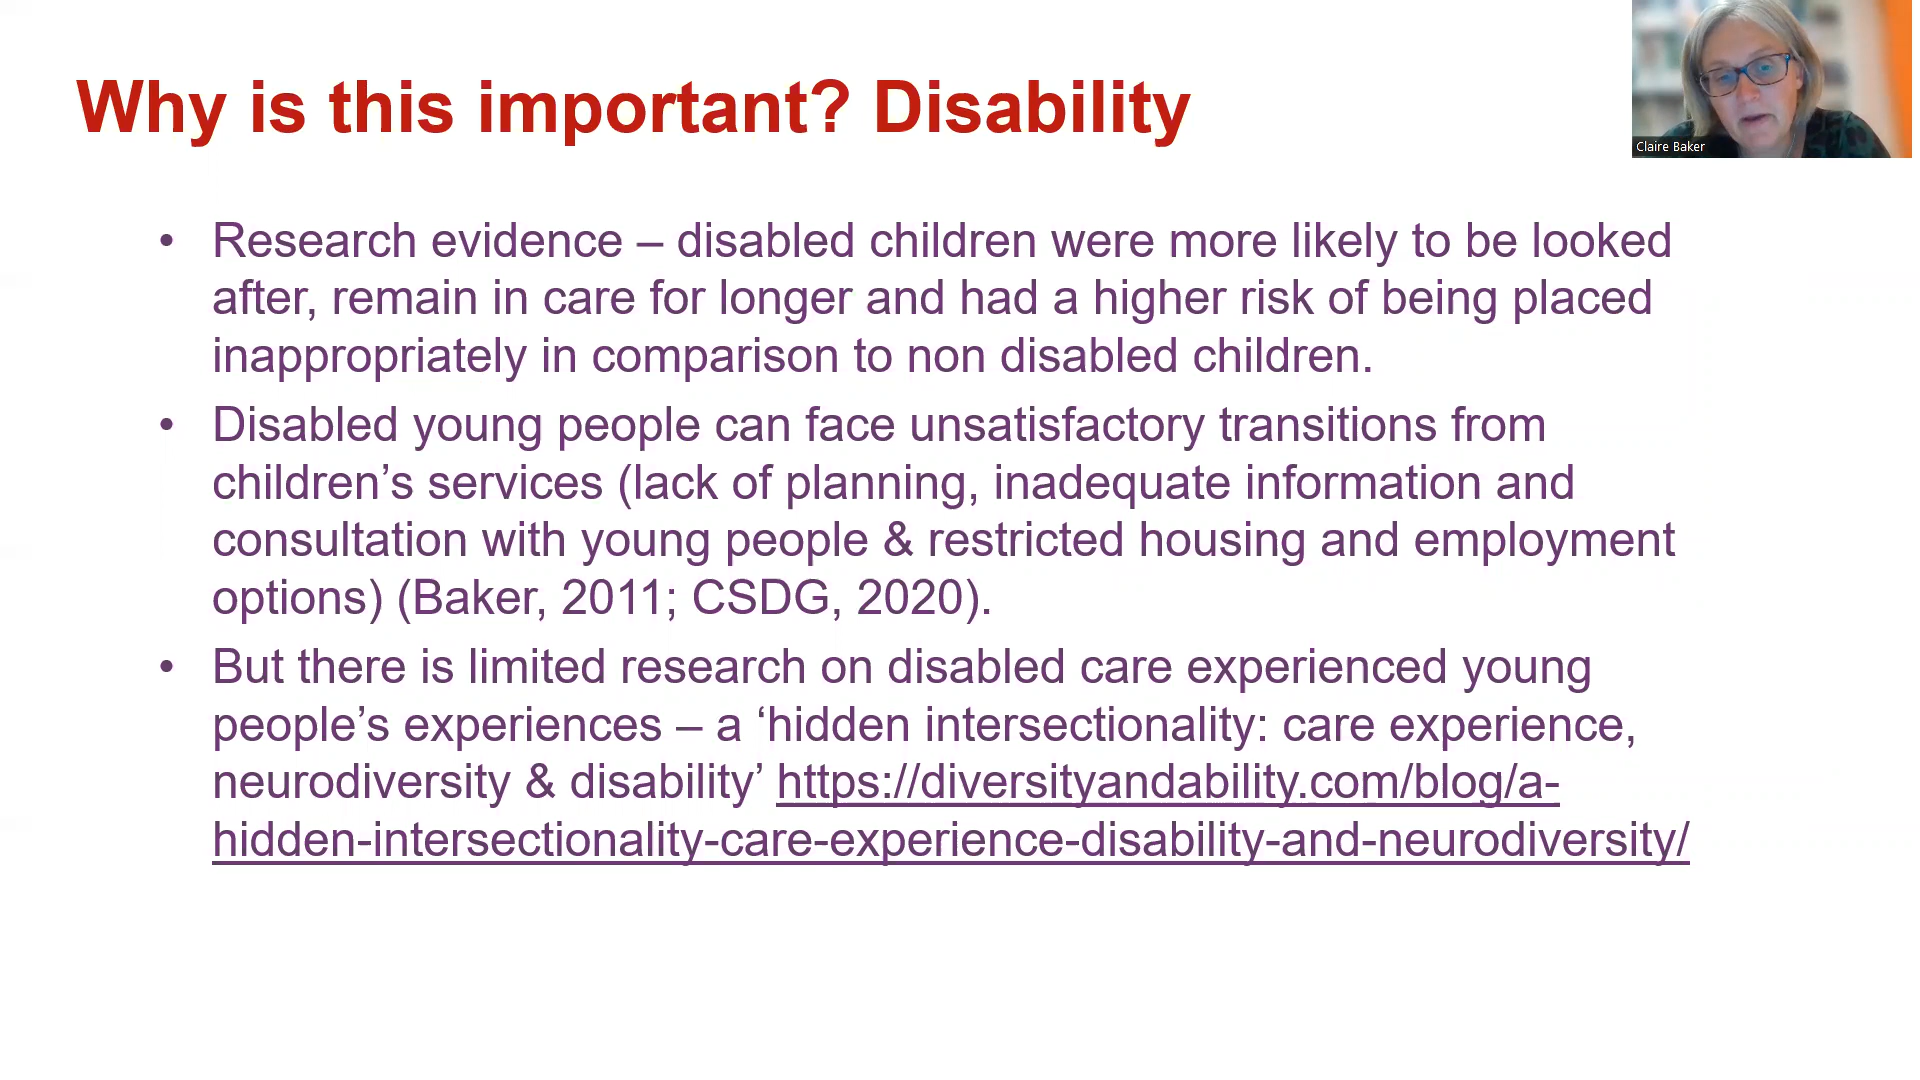 Why is this important? Disability
Claire Baker
• Research evidence – disabled children were more likely to be looked
after, remain in care for longer and had a higher risk of being placed
inappropriately in comparison to non disabled children.
• Disabled young people can face unsatisfactory transitions from
children’s services (lack of planning, inadequate information and
consultation with young people & restricted housing and employment
options) (Baker, 2011; CSDG, 2020).
• But there is limited research on disabled care experienced young
people’s experiences – a ‘hidden intersectionality: care experience,
neurodiversity & disability’ https://diversityandability.com/blog/a-
hidden-intersectionality-care-experience-disability-and-neurodiversity/